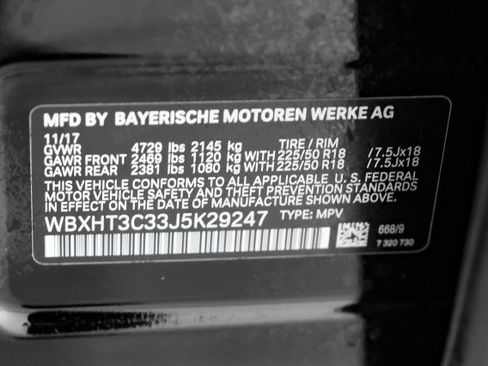 MFD BY BAYERISCHE MOTOREN WERKE AG
11/17
GVWR 4729 lbs 2145 kg TIRE / RIM
GAWR FRONT 2469 lbs 1120 kg WITH 225/50 R18 /7.5Jx18
GAWR REAR 2381 lbs 1080 kg WITH 225/50 R18 /7.5Jx18
THIS VEHICLE CONFORMS TO ALL APPLICABLE U. S. FEDERAL
MOTOR VEHICLE SAFETY AND THEFT PREVENTION STANDARDS
IN EFFECT ON THE DATE OF MANUFACTURE SHOWN ABOVE.
WBXHT3C33J5K29247 TYPE: MPV
668/9
7 320 730